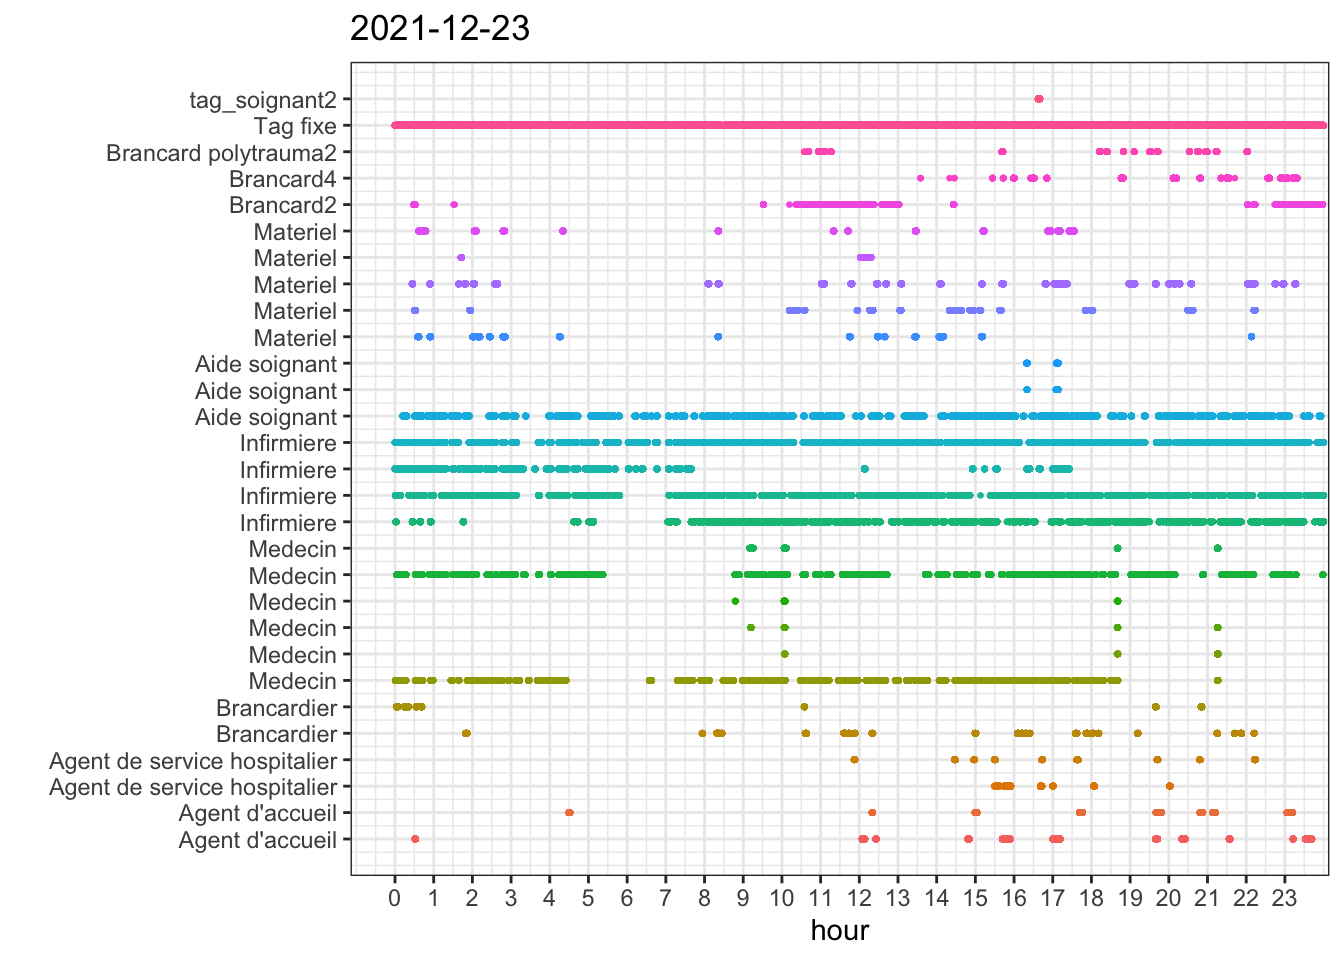 2021-12-23
tag_soignant2
Tag fixe
Brancard polytrauma2
Brancard4
Brancard2
Materiel
Materiel
Materiel
Materiel
Materiel
Aide soignant
Aide soignant
Aide soignant
Infirmiere
Infirmiere
Infirmiere
Infirmiere
Medecin
Medecin
Medecin
Medecin
Medecin
Medecin
Brancardier
Brancardier
Agent de service hospitalier
Agent de service hospitalier
Agent d'accueil
Agent d'accueil
0 1 2 3 4 5 6 7 8 9 10 11 12 13 14 15 16 17 18 19 20 21 22 23
hour